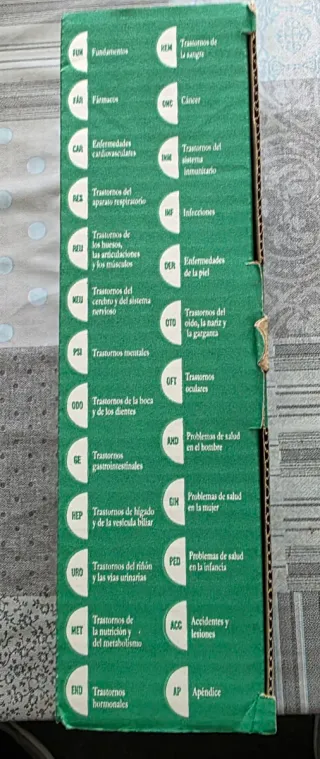 FUN
Fundamentos
FÁR
Fármacos
CAR
Enfermedades
cardiovasculares
RES
Trastornos del
aparato respiratorio
REU
Trastornos de
los huesos,
las articulaciones
y los músculos
NEU
Trastornos del
cerebro y del sistema
nervioso
PSI
Trastornos mentales
ODO
Trastornos de la boca
y de los dientes
GE
Trastornos
gastrointestinales
HEP
Trastornos de hígado
y de la vesícula biliar
URO
Trastornos del riñón
y las vías urinarias
MET
Trastornos de
la nutrición y
del metabolismo
END
Trastornos
hormonales
HEM
Trastornos de
la sangre
ONC
Cáncer
INM
Trastornos del
sistema
inmunitario
INF
Infecciones
DER
Enfermedades
de la piel
OTO
Trastornos del
oído, la nariz y
la garganta
OFT
Trastornos
oculares
AND
Problemas de salud
en el hombre
GIN
Problemas de salud
en la mujer
PED
Problemas de salud
en la infancia
ACC
Accidentes y
lesiones
AP
Apéndice